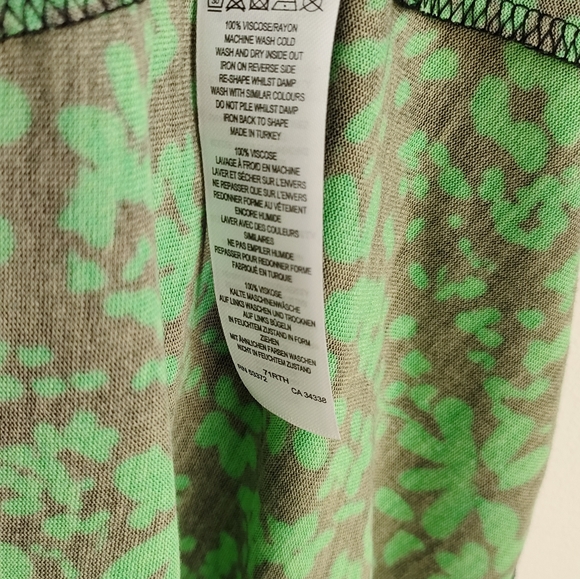 100% VISCOSE/RAYON
MACHINE WASH COLD
WASH AND DRY INSIDE OUT
IRON ON REVERSE SIDE
RE-SHAPE WHILST DAMP
WASH WITH SIMILAR COLOURS
DO NOT PILE WHILST DAMP
IRON BACK TO SHAPE
MADE IN TURKEY
100% VISCOSE
LAVAGE À FROID EN MACHINE
LAVER ET SÉCHER SUR L'ENVERS
NE REPASSER QUE SUR L'ENVERS
REDONNER FORME AU VÊTEMENT
ENCORE HUMIDE
LAVER AVEC DES COULEURS
SIMILAIRES
NE PAS EMPILER HUMIDE
REPASSER POUR REDONNER FORME
FABRIQUÉ EN TURQUIE
100% VISKOSE
KALTE MASCHINENWÄSCHE
AUF LINKS WASCHEN UND TROCKNEN
AUF LINKS BÜGELN
IN FEUCHTEM ZUSTAND IN FORM
ZIEHEN
MIT ÄHNLICHEN FARBEN WASCHEN
NICHT IN FEUCHTEM ZUSTAND
71RTH
RN 63372 CA 34338